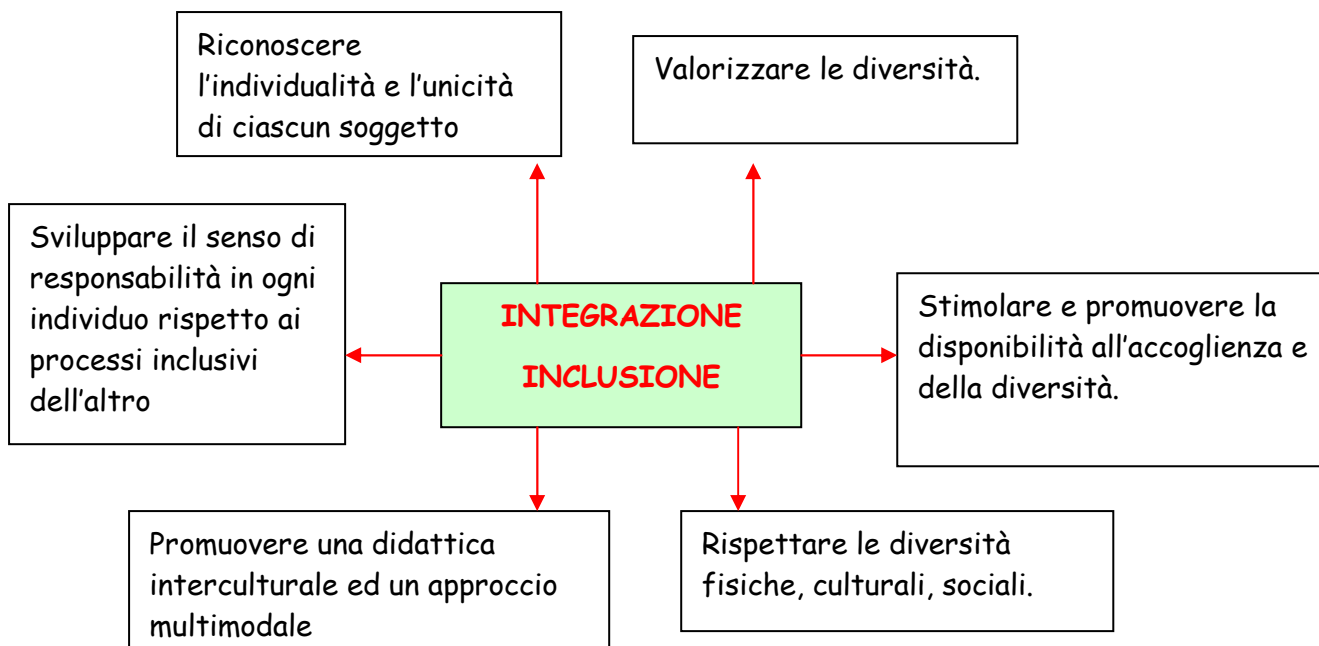 Riconoscere
l'individualità e l'unicità
di ciascun soggetto
Valorizzare le diversità.
Sviluppare il senso di
responsabilità in ogni
individuo rispetto ai
processi inclusivi
dell'altro
INTEGRAZIONE
INCLUSIONE
Stimolare e promuovere la
disponibilità all'accoglienza e
della diversità.
Promuovere una didattica
interculturale ed un approccio
multimodale
Rispettare le diversità
fisiche, culturali, sociali.